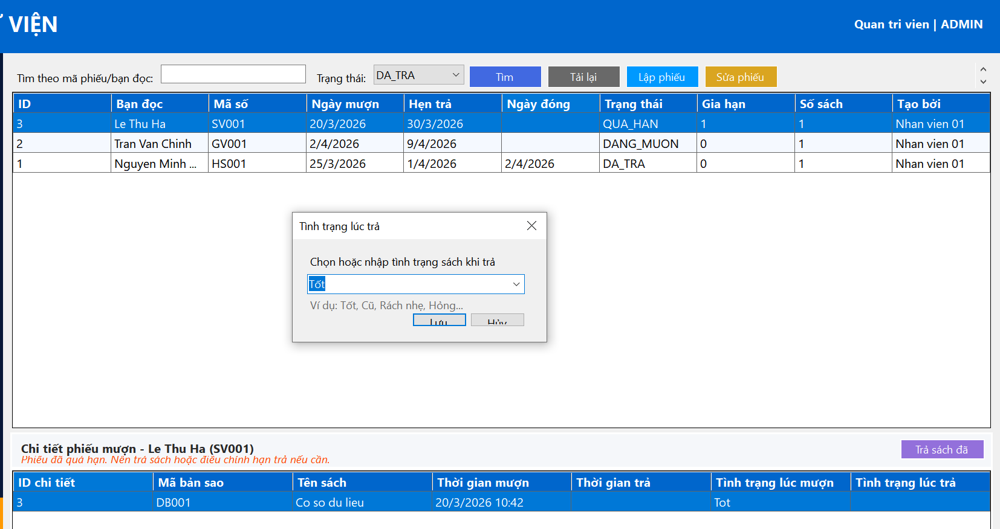 VIỆN
Quan tri vien | ADMIN
Tìm theo mã phiếu/bạn đọc:
Trạng thái: DA_TRA Tìm Tải lại Lập phiếu Sửa phiếu
ID Bạn đọc Mã số Ngày mượn Hẹn trả Ngày đóng Trạng thái Gia hạn Số sách Tạo bởi
3 Le Thu Ha SV001 20/3/2026 30/3/2026 QUA_HAN 1 1 Nhan vien 01
2 Tran Van Chinh GV001 2/4/2026 9/4/2026 DANG_MUON 0 1 Nhan vien 01
1 Nguyen Minh ... HS001 25/3/2026 1/4/2026 2/4/2026 DA_TRA 0 1 Nhan vien 01
Tình trạng lúc trả
Chọn hoặc nhập tình trạng sách khi trả
Tốt
Ví dụ: Tốt, Cũ, Rách nhẹ, Hỏng...
Lưu Hủy
Chi tiết phiếu mượn - Le Thu Ha (SV001)
Phiếu đã quá hạn. Nên trả sách hoặc điều chỉnh hạn trả nếu cần.
Trả sách đã
ID chi tiết Mã bản sao Tên sách Thời gian mượn Thời gian trả Tình trạng lúc mượn Tình trạng lúc trả
3 DB001 Co so du lieu 20/3/2026 10:42 Tot